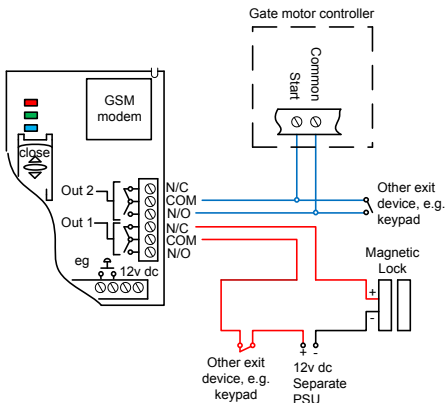 Gate motor controller
Start
Common
GSM
modem
close
Out 2
Out 1
N/C
COM
N/O
N/C
COM
N/O
eg
12v dc
Other exit
device, e.g.
keypad
Magnetic
Lock
+
-
+ -
Other exit
device, e.g.
keypad
12v dc
Separate
PSU